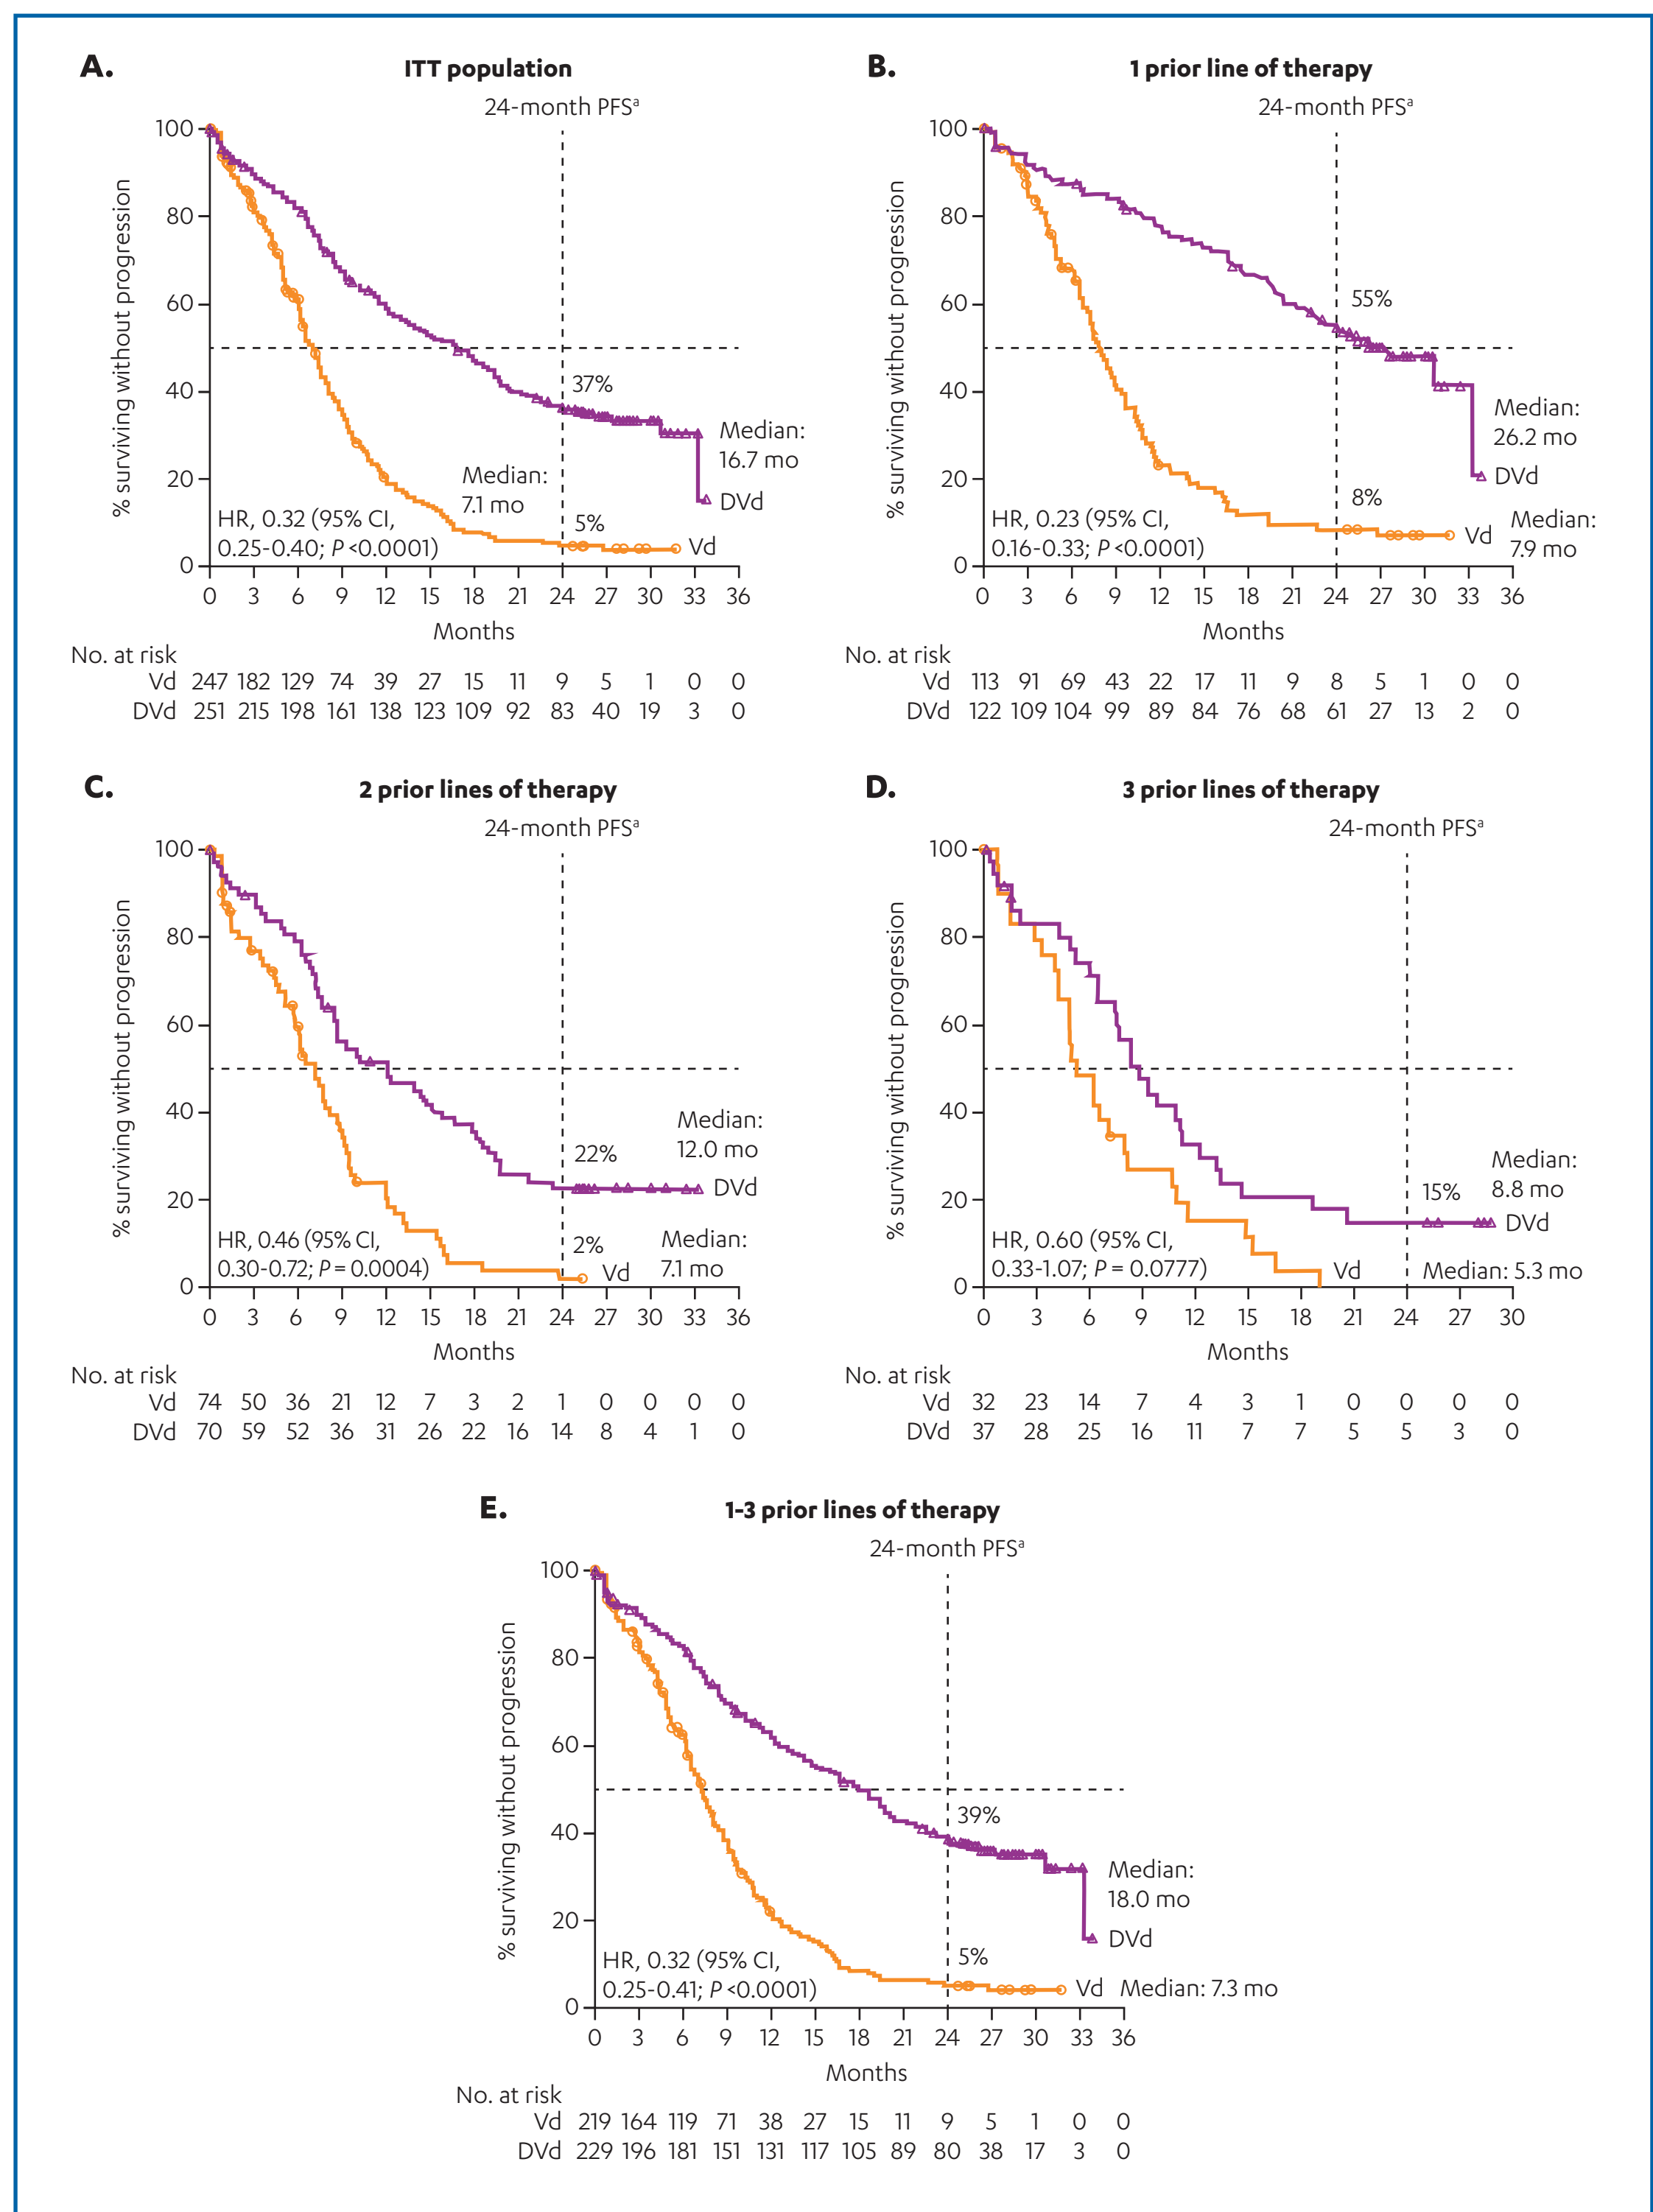 A.
ITT population
24-month PFSa
100
80
60
40
20
0
% surviving without progression
37%
Median:
16.7 mo
DVd
Median:
7.1 mo
5%
Vd
HR, 0.32 (95% CI,
0.25-0.40; P <0.0001)
0 3 6 9 12 15 18 21 24 27 30 33 36
Months
No. at risk
Vd 247 182 129 74 39 27 15 11 9 5 1 0 0
DVd 251 215 198 161 138 123 109 92 83 40 19 3 0
B.
1 prior line of therapy
24-month PFSa
100
80
60
40
20
0
% surviving without progression
55%
Median:
26.2 mo
DVd
8%
Vd
Median:
7.9 mo
HR, 0.23 (95% CI,
0.16-0.33; P <0.0001)
0 3 6 9 12 15 18 21 24 27 30 33 36
Months
No. at risk
Vd 113 91 69 43 22 17 11 9 8 5 1 0 0
DVd 122 109 104 99 89 84 76 68 61 27 13 2 0
C.
2 prior lines of therapy
24-month PFSa
100
80
60
40
20
0
% surviving without progression
22%
Median:
12.0 mo
DVd
2%
Vd
Median:
7.1 mo
HR, 0.46 (95% CI,
0.30-0.72; P = 0.0004)
0 3 6 9 12 15 18 21 24 27 30 33 36
Months
No. at risk
Vd 74 50 36 21 12 7 3 2 1 0 0 0 0
DVd 70 59 52 36 31 26 22 16 14 8 4 1 0
D.
3 prior lines of therapy
24-month PFSa
100
80
60
40
20
0
% surviving without progression
15%
Median:
8.8 mo
DVd
Vd
Median: 5.3 mo
HR, 0.60 (95% CI,
0.33-1.07; P = 0.0777)
0 3 6 9 12 15 18 21 24 27 30
Months
No. at risk
Vd 32 23 14 7 4 3 1 0 0 0 0
DVd 37 28 25 16 11 7 7 5 5 3 0
E.
1-3 prior lines of therapy
24-month PFSa
100
80
60
40
20
0
% surviving without progression
39%
Median:
18.0 mo
DVd
5%
Vd Median: 7.3 mo
HR, 0.32 (95% CI,
0.25-0.41; P <0.0001)
0 3 6 9 12 15 18 21 24 27 30 33 36
Months
No. at risk
Vd 219 164 119 71 38 27 15 11 9 5 1 0 0
DVd 229 196 181 151 131 117 105 89 80 38 17 3 0